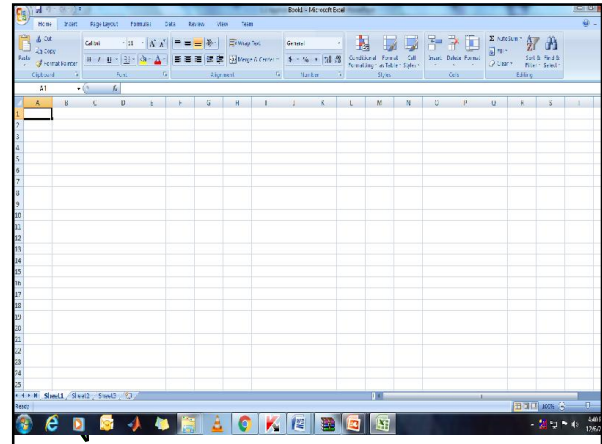 Book1 - Microsoft Excel
Home Insert Page Layout Formulas Data Review View Team
Cut
Calibri 11 A A
Wrap Text
General
Σ AutoSum
Copy
Fill
Paste
Format Painter
B I U
Merge & Center
$ % ,
Conditional Format Cell
Insert Delete Format
Clear
Sort & Find &
Formatting as Table Styles
Filter Select
Clipboard Font Alignment Number Styles Cells Editing
A1 fx
A B C D E F G H I J K L M N O P Q R S T
1
2
3
4
5
6
7
8
9
10
11
12
13
14
15
16
17
18
19
20
21
22
23
24
25
Sheet1 Sheet2 Sheet3
Ready 100%